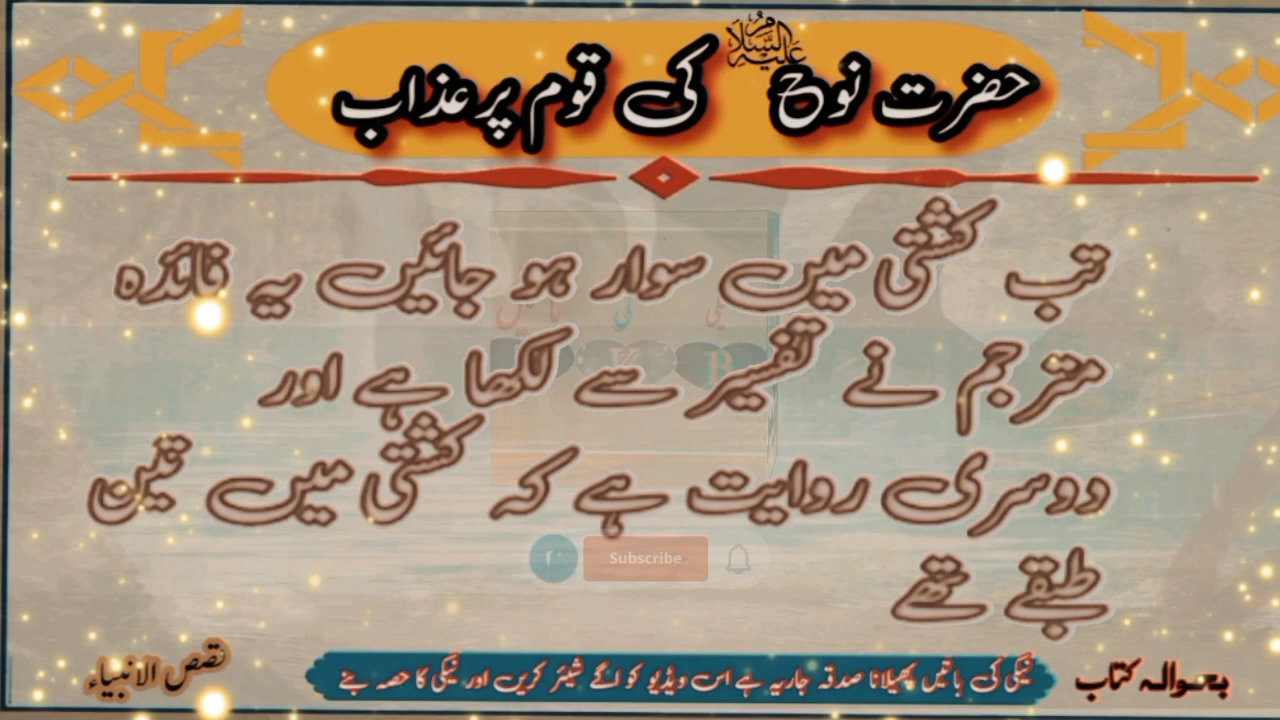 حضرت نوح علیہ السلام کی قوم پر عذاب
تب کشتی میں سوار ہو جائیں یہ فائدہ
مترجم نے تفسیر سے لکھا ہے اور
دوسری روایت ہے کہ کشتی میں تین
طبقے تھے
Subscribe
بحوالہ کتاب
نیکی کی باتیں پھیلانا صدقہ جاریہ ہے اس ویڈیو کو اگے شیئر کریں اور نیکی کا حصہ بنے
قصص الانبیاء